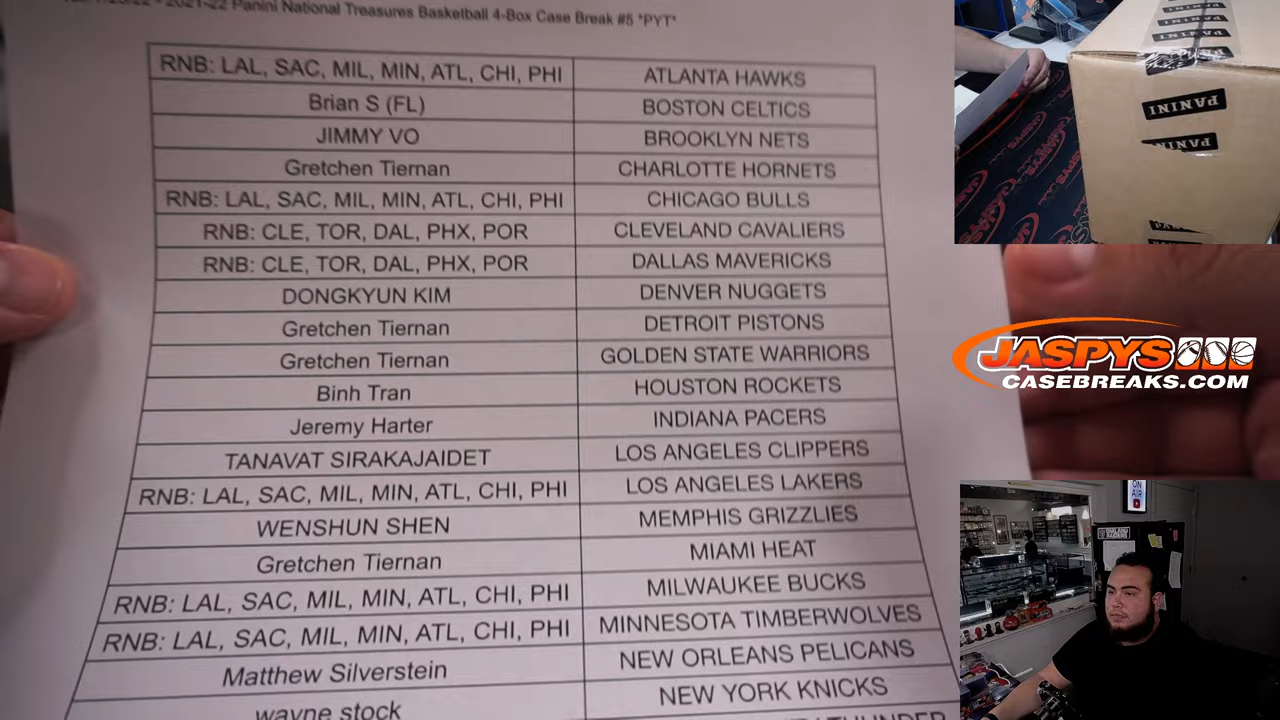 2021-22 Panini National Treasures Basketball 4-Box Case Break #5 *PYT*
RNB: LAL, SAC, MIL, MIN, ATL, CHI, PHI ATLANTA HAWKS
Brian S (FL) BOSTON CELTICS
JIMMY VO BROOKLYN NETS
Gretchen Tiernan CHARLOTTE HORNETS
RNB: LAL, SAC, MIL, MIN, ATL, CHI, PHI CHICAGO BULLS
RNB: CLE, TOR, DAL, PHX, POR CLEVELAND CAVALIERS
RNB: CLE, TOR, DAL, PHX, POR DALLAS MAVERICKS
DONGKYUN KIM DENVER NUGGETS
Gretchen Tiernan DETROIT PISTONS
Gretchen Tiernan GOLDEN STATE WARRIORS
Binh Tran HOUSTON ROCKETS
Jeremy Harter INDIANA PACERS
TANAVAT SIRAKAJAIDET LOS ANGELES CLIPPERS
RNB: LAL, SAC, MIL, MIN, ATL, CHI, PHI LOS ANGELES LAKERS
WENSHUN SHEN MEMPHIS GRIZZLIES
Gretchen Tiernan MIAMI HEAT
RNB: LAL, SAC, MIL, MIN, ATL, CHI, PHI MILWAUKEE BUCKS
RNB: LAL, SAC, MIL, MIN, ATL, CHI, PHI MINNESOTA TIMBERWOLVES
Matthew Silverstein NEW ORLEANS PELICANS
wayne stock NEW YORK KNICKS
THUNDER
PANINI
PANINI
JASPYS
JASPYS
CASEBREAKS.COM
ON
AIR